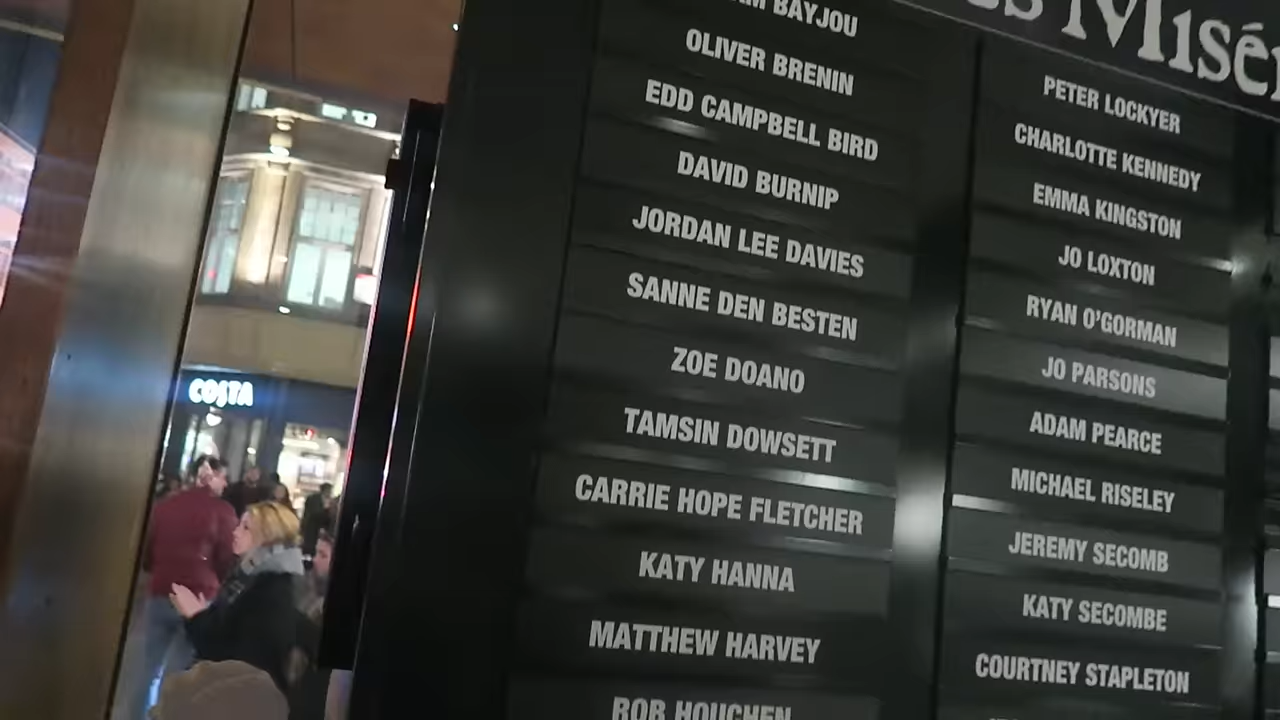 Misér
BAYJOU
OLIVER BRENIN
EDD CAMPBELL BIRD
DAVID BURNIP
JORDAN LEE DAVIES
SANNE DEN BESTEN
ZOE DOANO
TAMSIN DOWSETT
CARRIE HOPE FLETCHER
KATY HANNA
MATTHEW HARVEY
ROB HOUCHEN
PETER LOCKYER
CHARLOTTE KENNEDY
EMMA KINGSTON
JO LOXTON
RYAN O'GORMAN
JO PARSONS
ADAM PEARCE
MICHAEL RISELEY
JEREMY SECOMB
KATY SECOMBE
COURTNEY STAPLETON
COSTA